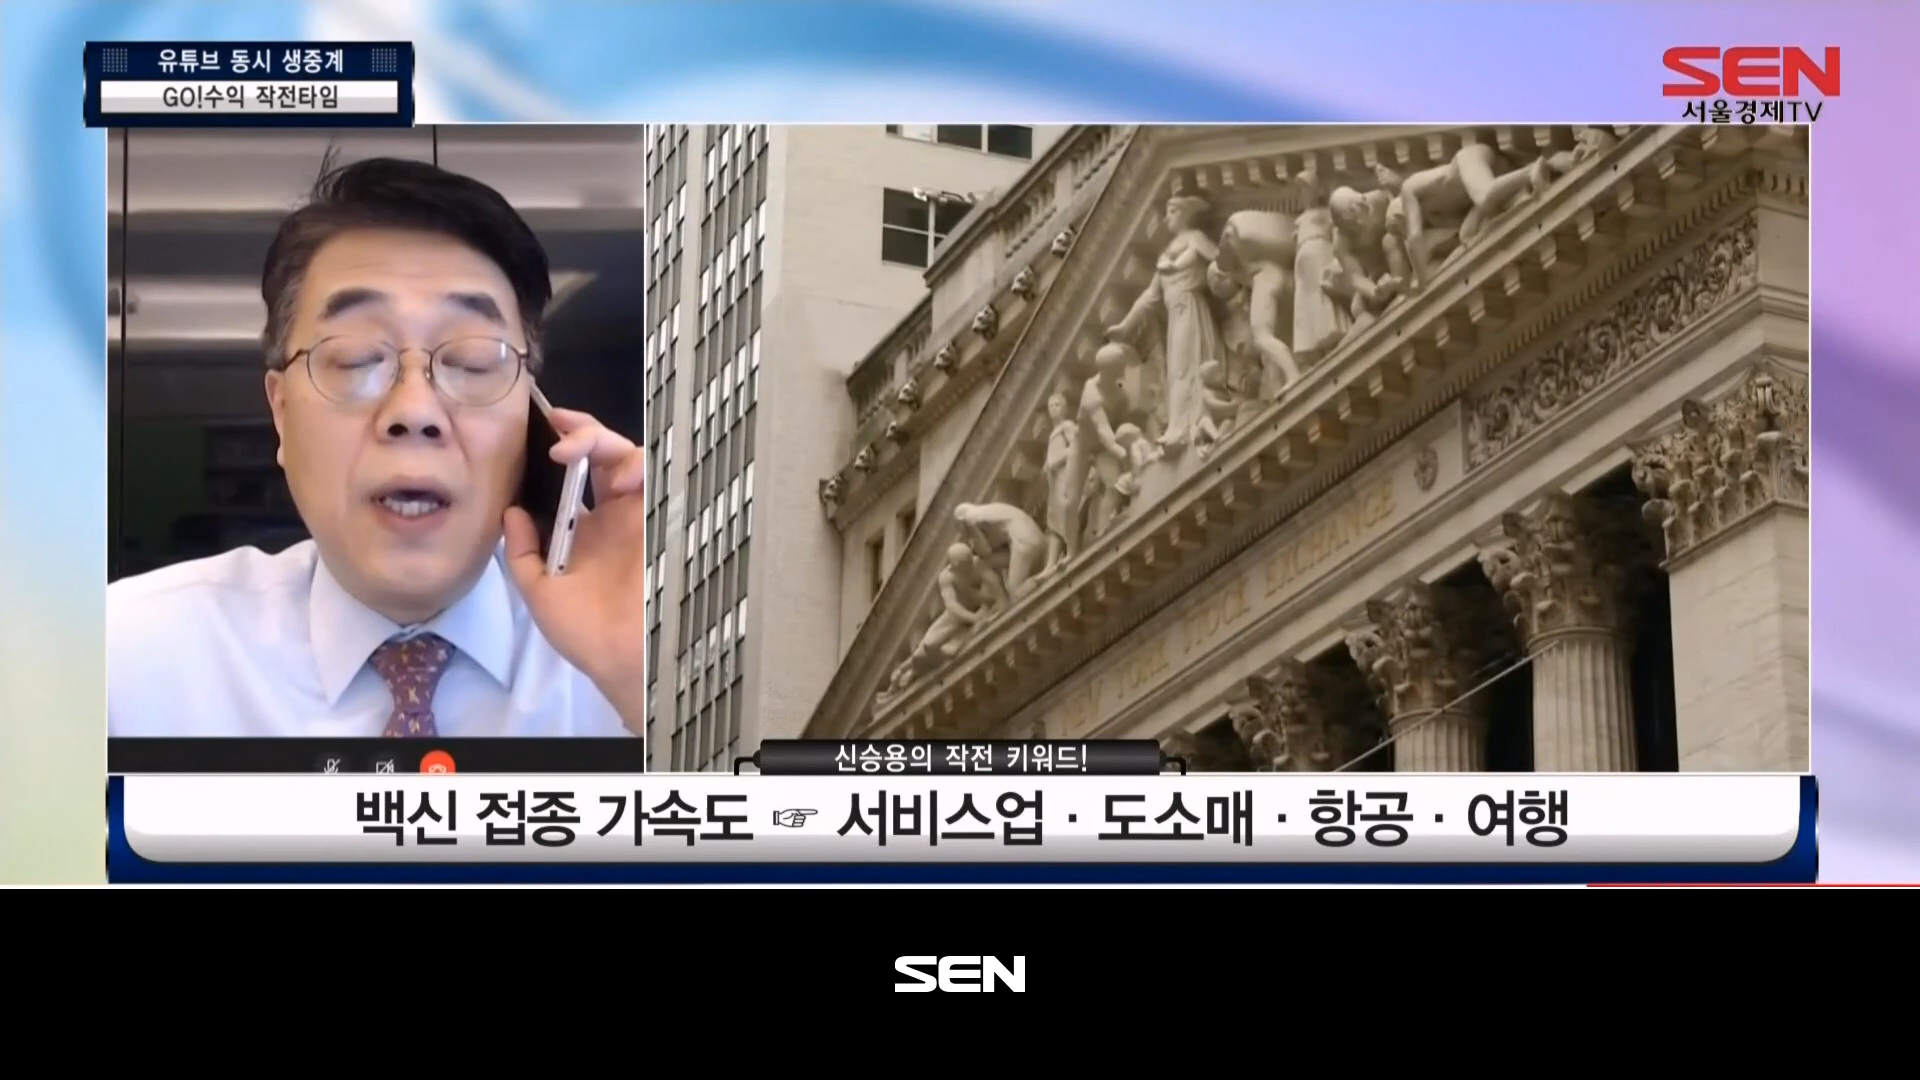 유튜브 동시 생중계
GO!수익 작전타임
SEN
서울경제TV
NEW YORK STOCK EXCHANGE
신승용의 작전 키워드!
백신 접종 가속도 ☞ 서비스업 · 도소매 · 항공 · 여행
SEN